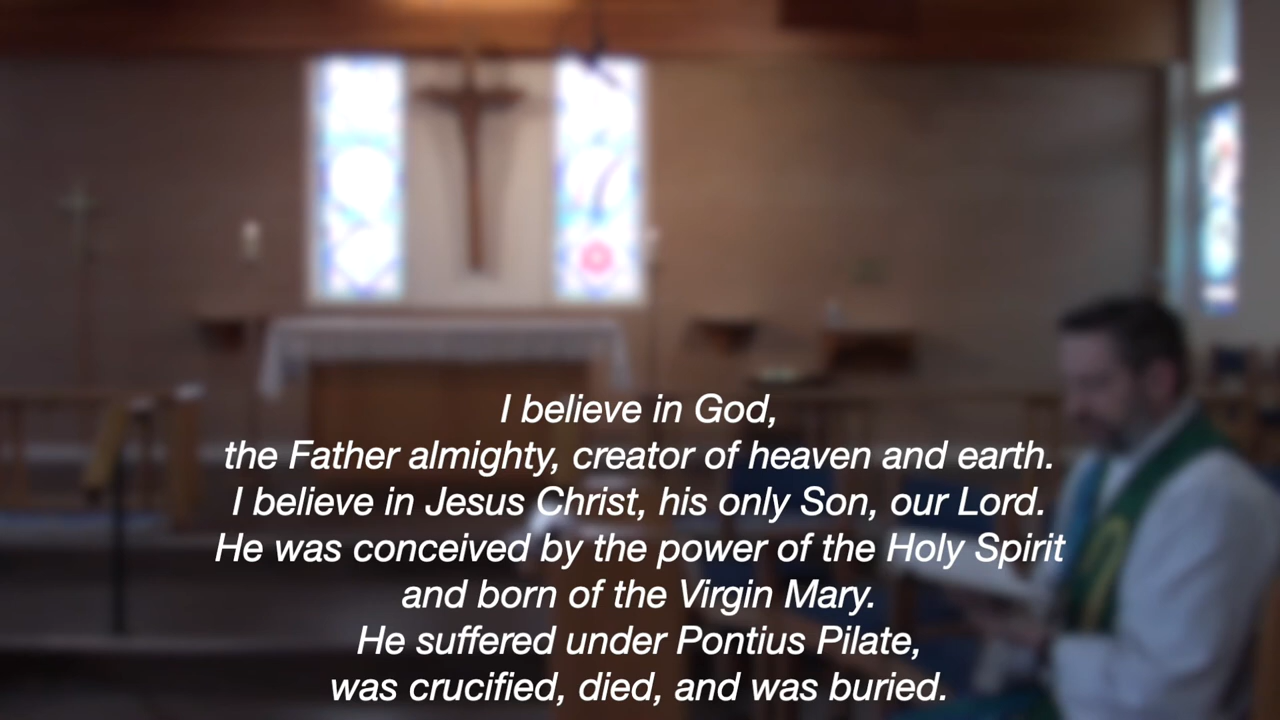 I believe in God,
the Father almighty, creator of heaven and earth.
I believe in Jesus Christ, his only Son, our Lord.
He was conceived by the power of the Holy Spirit
and born of the Virgin Mary.
He suffered under Pontius Pilate,
was crucified, died, and was buried.